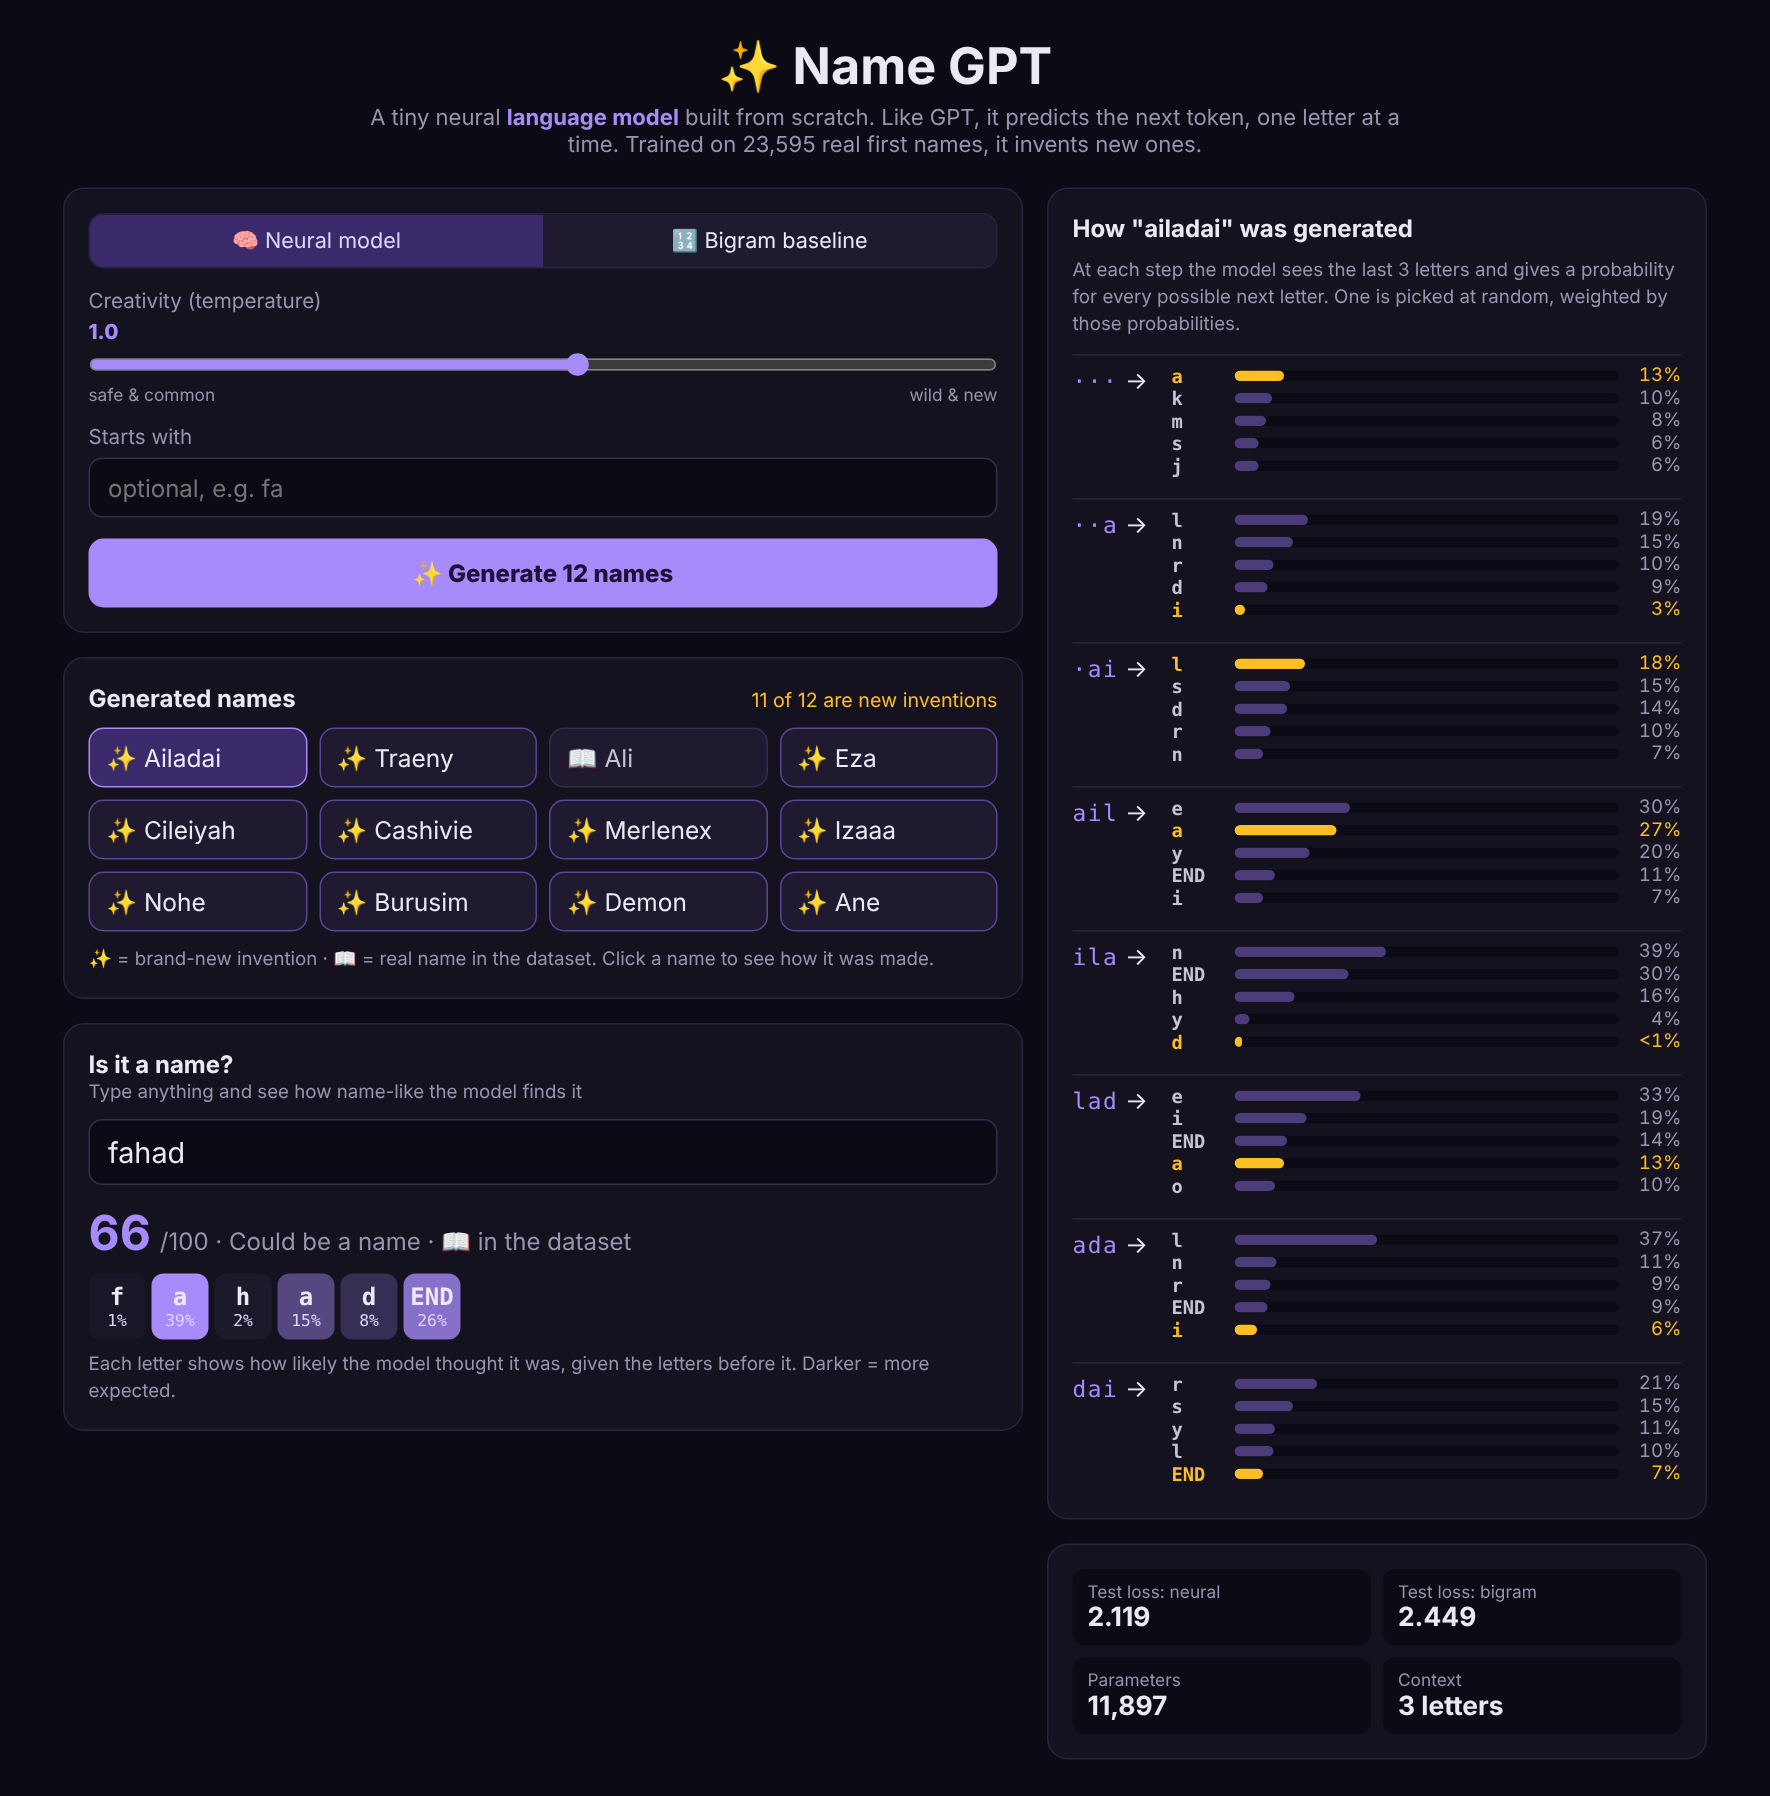 ✨ Name GPT
A tiny neural language model built from scratch. Like GPT, it predicts the next token, one letter at a
time. Trained on 23,595 real first names, it invents new ones.
🧠 Neural model
🔢 Bigram baseline
Creativity (temperature)
1.0
safe & common
wild & new
Starts with
optional, e.g. fa
✨ Generate 12 names
Generated names
11 of 12 are new inventions
✨ Ailadai
✨ Traeny
📖 Ali
✨ Eza
✨ Cileiyah
✨ Cashivie
✨ Merlenex
✨ Izaaa
✨ Nohe
✨ Burusim
✨ Demon
✨ Ane
✨ = brand-new invention · 📖 = real name in the dataset. Click a name to see how it was made.
Is it a name?
Type anything and see how name-like the model finds it
fahad
66 /100 · Could be a name · 📖 in the dataset
f a h a d END
1% 39% 2% 15% 8% 26%
Each letter shows how likely the model thought it was, given the letters before it. Darker = more
expected.
How "ailadai" was generated
At each step the model sees the last 3 letters and gives a probability
for every possible next letter. One is picked at random, weighted by
those probabilities.
··· → a 13%
k 10%
m 8%
s 6%
j 6%
··a → l 19%
n 15%
r 10%
d 9%
i 3%
·ai → l 18%
s 15%
d 14%
r 10%
n 7%
ail → e 30%
a 27%
y 20%
END 11%
i 7%
ila → n 39%
END 30%
h 16%
y 4%
d <1%
lad → e 33%
i 19%
END 14%
a 13%
o 10%
ada → l 37%
n 11%
r 9%
END 9%
i 6%
dai → r 21%
s 15%
y 11%
l 10%
END 7%
Test loss: neural
2.119
Test loss: bigram
2.449
Parameters
11,897
Context
3 letters